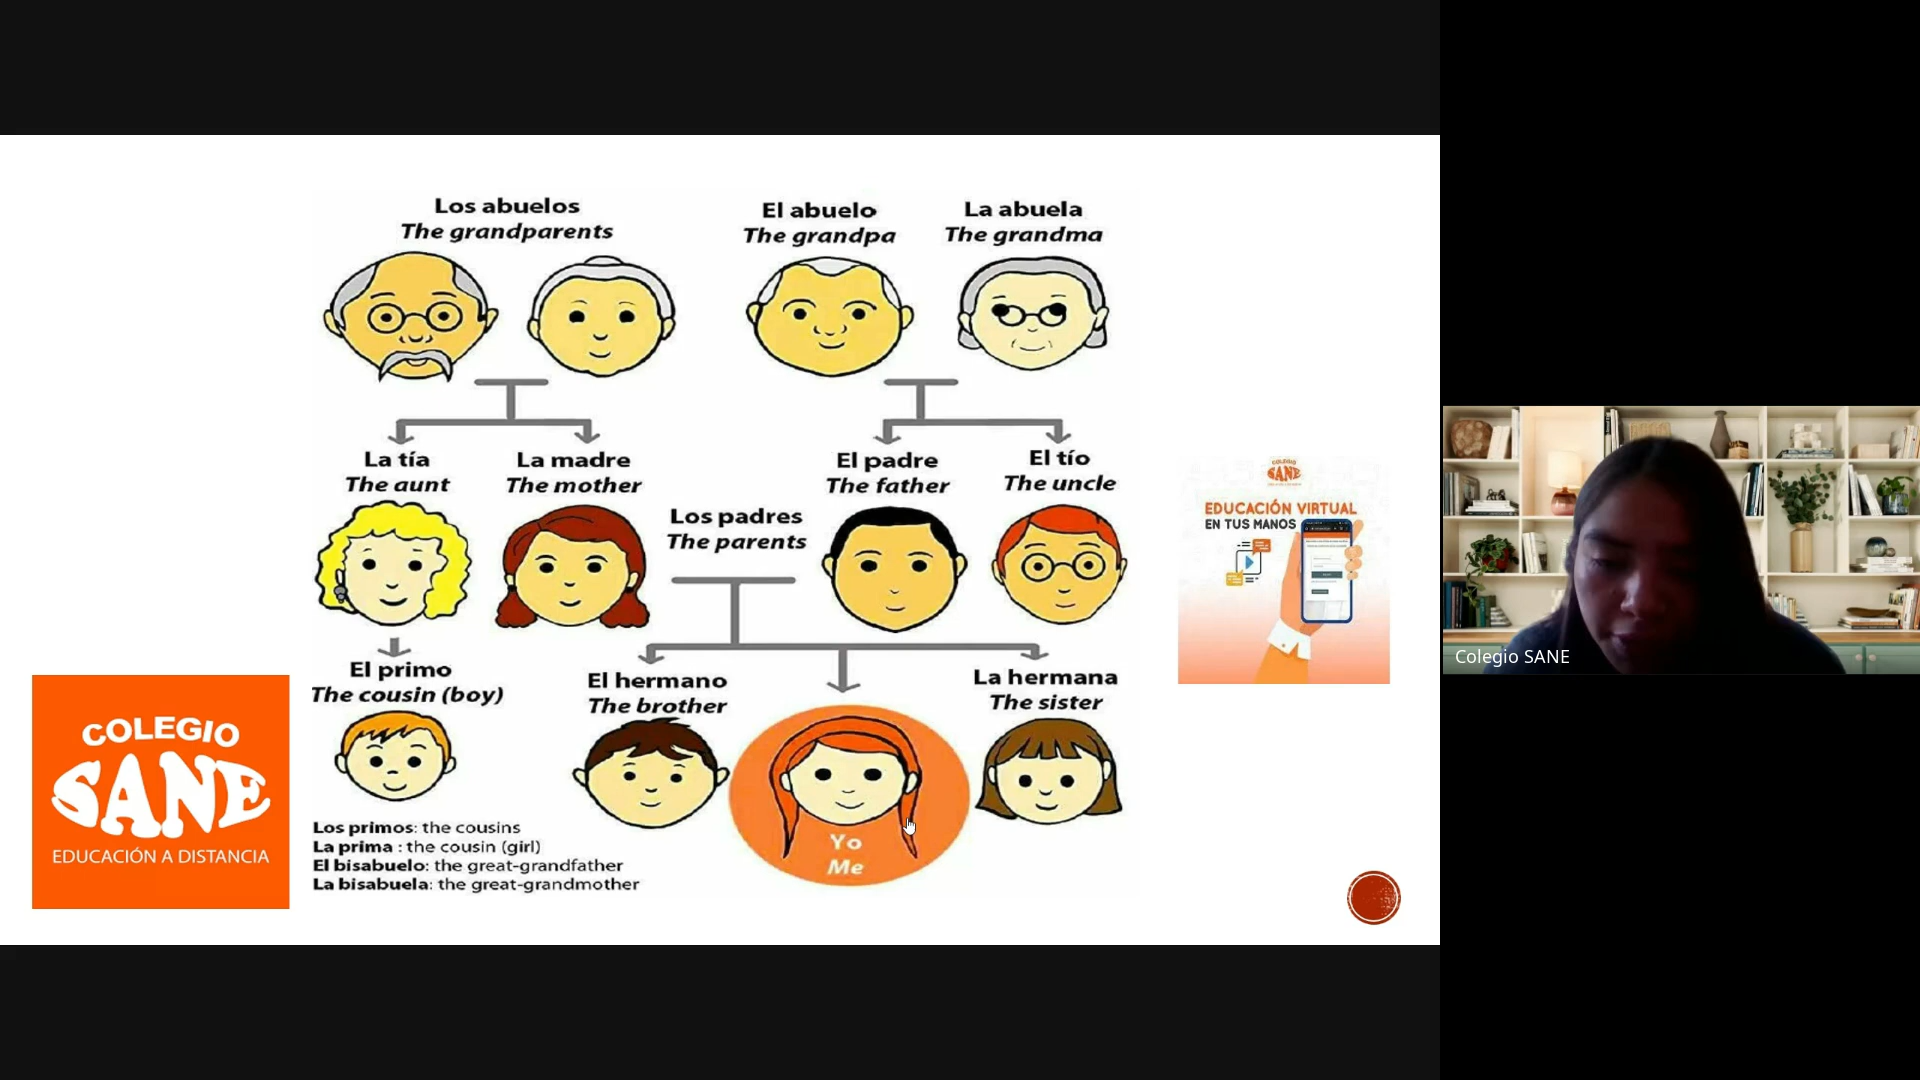 Los abuelos
The grandparents
El abuelo
The grandpa
La abuela
The grandma
La tía
The aunt
La madre
The mother
Los padres
The parents
El padre
The father
El tío
The uncle
El primo
The cousin (boy)
El hermano
The brother
Yo
Me
La hermana
The sister
Los primos: the cousins
La prima : the cousin (girl)
El bisabuelo: the great-grandfather
La bisabuela: the great-grandmother
COLEGIO
SANE
EDUCACIÓN A DISTANCIA
COLEGIO
SANE
EDUCACIÓN VIRTUAL
EN TUS MANOS
Colegio SANE